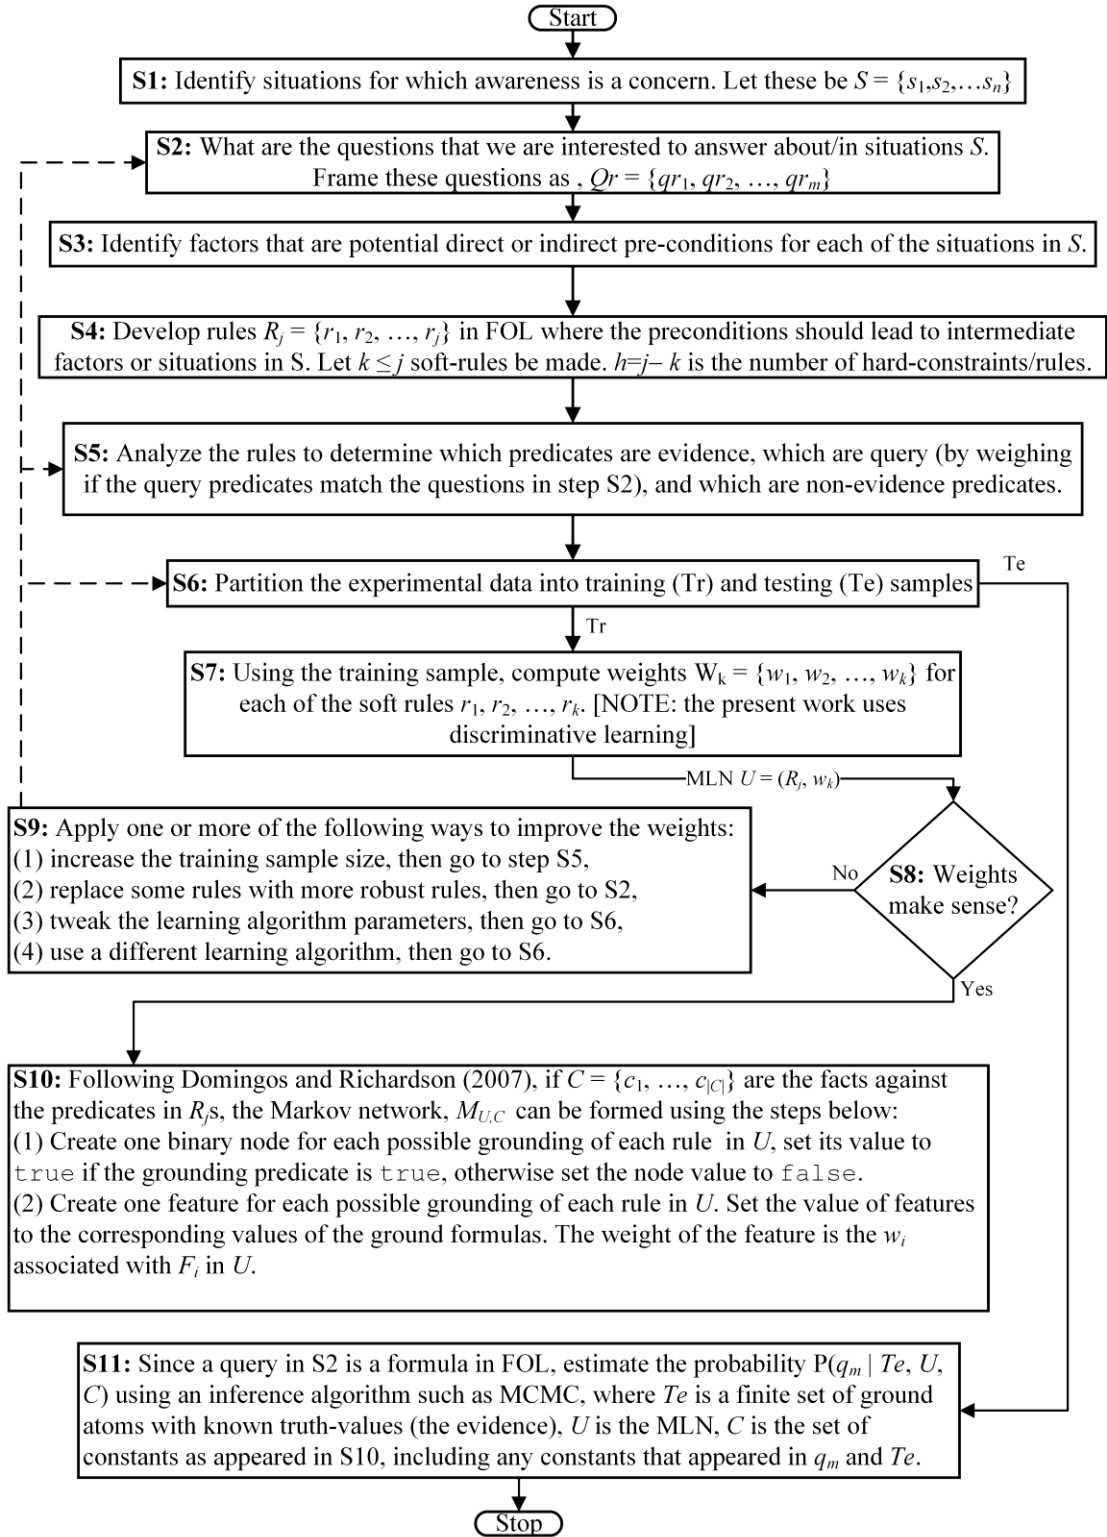 Start
S1: Identify situations for which awareness is a concern. Let these be S = {s1,s2,…sn}
S2: What are the questions that we are interested to answer about/in situations S.
Frame these questions as , Qr = {qr1, qr2, …, qrm}
S3: Identify factors that are potential direct or indirect pre-conditions for each of the situations in S.
S4: Develop rules Rj = {r1, r2, …, rj} in FOL where the preconditions should lead to intermediate
factors or situations in S. Let k ≤ j soft-rules be made. h=j– k is the number of hard-constraints/rules.
S5: Analyze the rules to determine which predicates are evidence, which are query (by weighing
if the query predicates match the questions in step S2), and which are non-evidence predicates.
S6: Partition the experimental data into training (Tr) and testing (Te) samples
Te
Tr
S7: Using the training sample, compute weights Wk = {w1, w2, …, wk} for
each of the soft rules r1, r2, …, rk. [NOTE: the present work uses
discriminative learning]
MLN U = (Rj, wk)
S8: Weights
make sense?
No
Yes
S9: Apply one or more of the following ways to improve the weights:
(1) increase the training sample size, then go to step S5,
(2) replace some rules with more robust rules, then go to S2,
(3) tweak the learning algorithm parameters, then go to S6,
(4) use a different learning algorithm, then go to S6.
S10: Following Domingos and Richardson (2007), if C = {c1, …, c|C|} are the facts against
the predicates in Rjs, the Markov network, MU,C can be formed using the steps below:
(1) Create one binary node for each possible grounding of each rule in U, set its value to
true if the grounding predicate is true, otherwise set the node value to false.
(2) Create one feature for each possible grounding of each rule in U. Set the value of features
to the corresponding values of the ground formulas. The weight of the feature is the wi
associated with Fi in U.
S11: Since a query in S2 is a formula in FOL, estimate the probability P(qm | Te, U,
C) using an inference algorithm such as MCMC, where Te is a finite set of ground
atoms with known truth-values (the evidence), U is the MLN, C is the set of
constants as appeared in S10, including any constants that appeared in qm and Te.
Stop